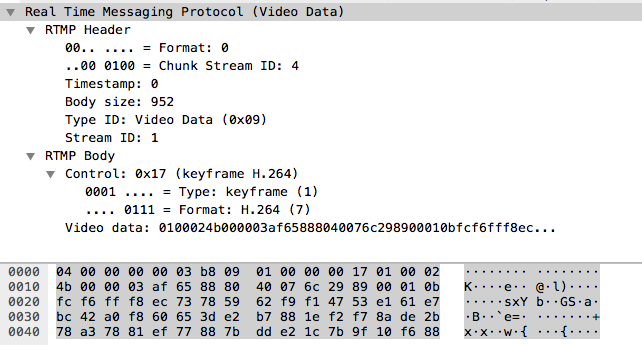 Real Time Messaging Protocol (Video Data)
RTMP Header
00.. .... = Format: 0
..00 0100 = Chunk Stream ID: 4
Timestamp: 0
Body size: 952
Type ID: Video Data (0x09)
Stream ID: 1
RTMP Body
Control: 0x17 (keyframe H.264)
0001 .... = Type: keyframe (1)
.... 0111 = Format: H.264 (7)
Video data: 0100024b000003af65888040076c298900010bfcf6fff8ec...
0000 04 00 00 00 00 03 b8 09 01 00 00 00 17 01 00 02 ········ ········
0010 4b 00 00 03 af 65 88 80 40 07 6c 29 89 00 01 0b K····e·· @·l)····
0020 fc f6 ff f8 ec 73 78 59 62 f9 f1 47 53 e1 61 e7 ·····sxY b··GS·a·
0030 bc 42 a0 f8 60 65 3d e2 b7 88 1e f2 f7 8a de 2b ·B··`e=· ·······+
0040 78 a3 78 81 ef 77 88 7b dd e2 1c 7b 9f 10 f6 88 x·x··w·{ ···{····